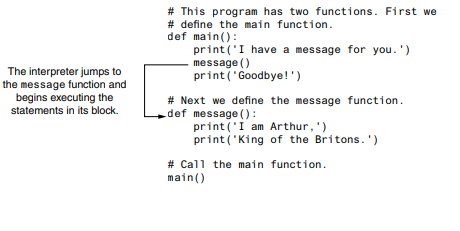 # This program has two functions. First we
# define the main function.
def main():
    print('I have a message for you.')
    message()
    print('Goodbye!')
The interpreter jumps to
the message function and
begins executing the
statements in its block.
# Next we define the message function.
def message():
    print('I am Arthur,')
    print('King of the Britons.')
# Call the main function.
main()